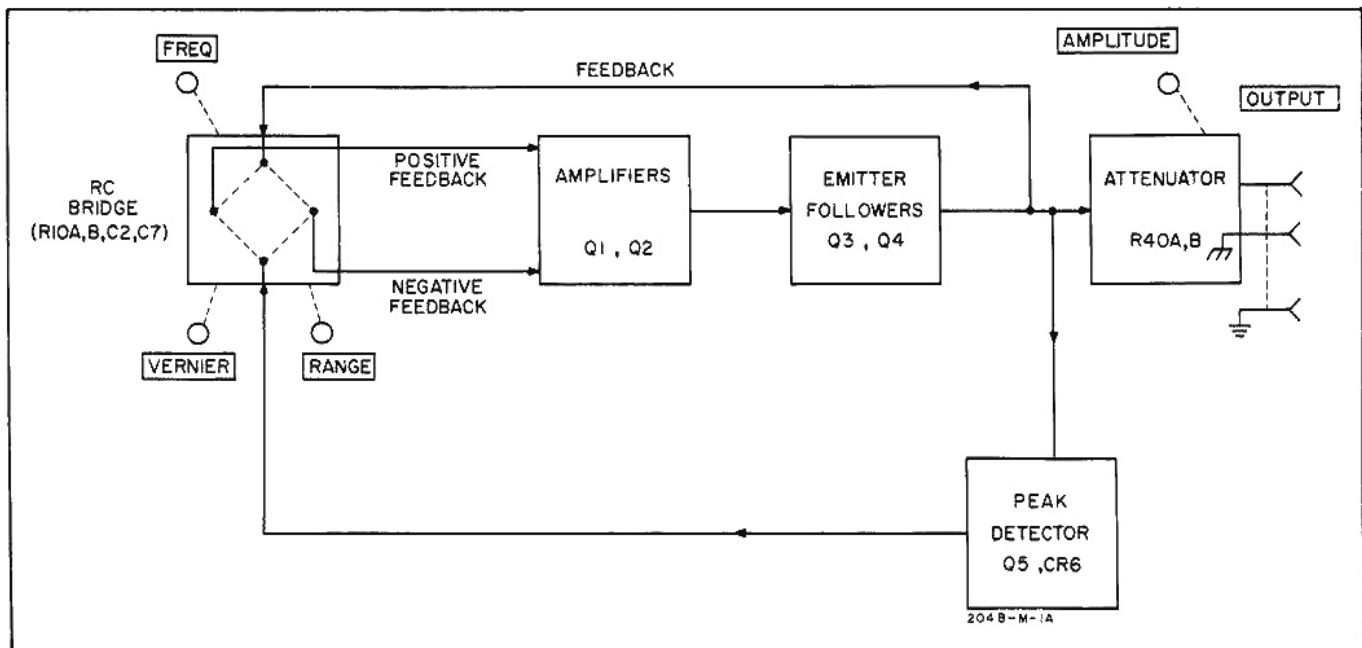 FREQ
FEEDBACK
AMPLITUDE
OUTPUT
POSITIVE
FEEDBACK
RC
BRIDGE
(R10A,B,C2,C7)
AMPLIFIERS
Q1 , Q2
EMITTER
FOLLOWERS
Q3 , Q4
ATTENUATOR
R40A,B
NEGATIVE
FEEDBACK
VERNIER
RANGE
PEAK
DETECTOR
Q5 ,CR6
204B-M-1A